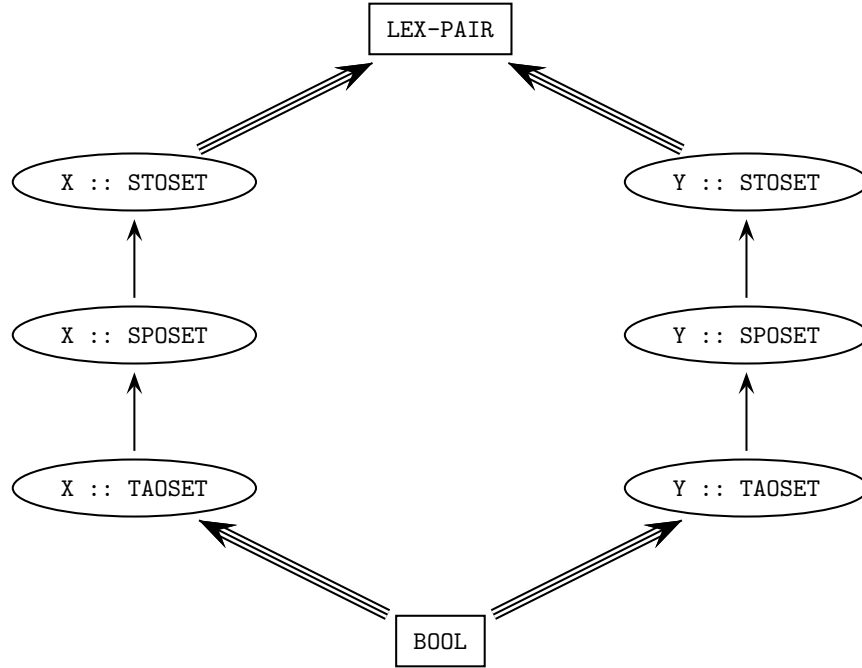 LEX-PAIR
X :: STOSET
Y :: STOSET
X :: SPOSET
Y :: SPOSET
X :: TAOSET
Y :: TAOSET
BOOL